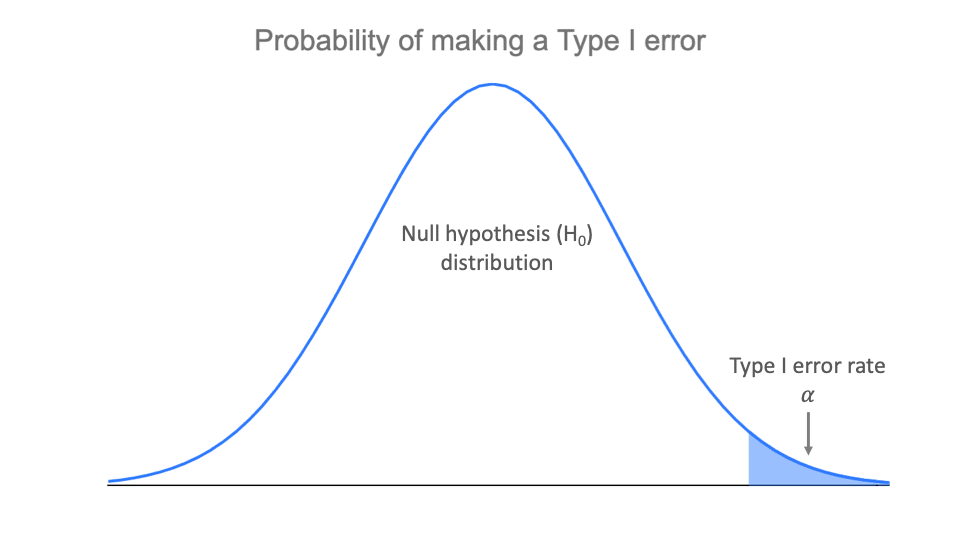 Probability of making a Type I error
Null hypothesis (H₀)
distribution
Type I error rate
α